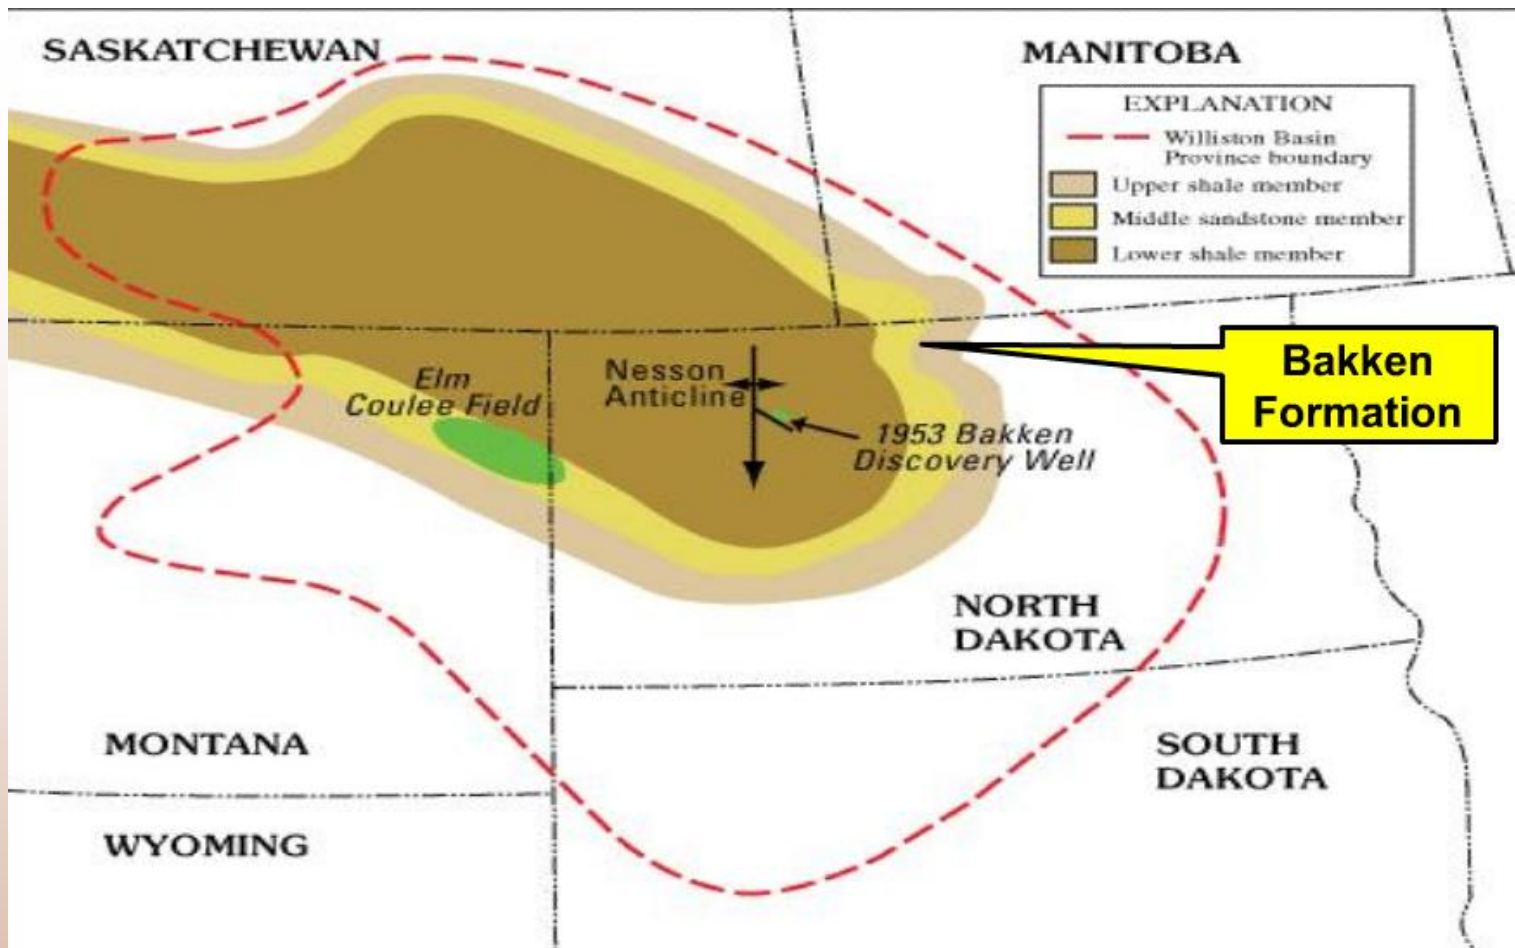 SASKATCHEWAN
MANITOBA
EXPLANATION
Williston Basin
Province boundary
Upper shale member
Middle sandstone member
Lower shale member
Bakken
Formation
Elm
Coulee Field
Nesson
Anticline
1953 Bakken
Discovery Well
NORTH
DAKOTA
MONTANA
SOUTH
DAKOTA
WYOMING